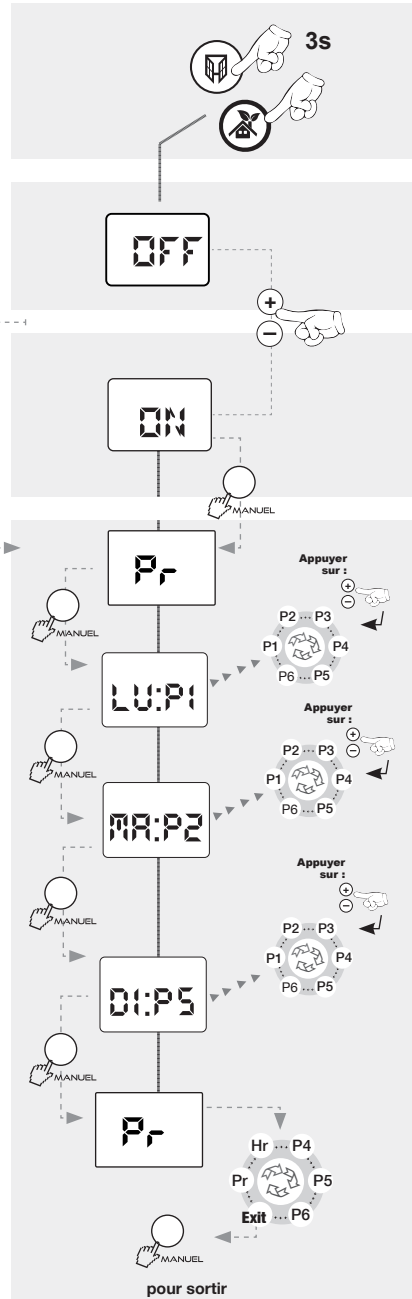 3s
OFF
+
−
ON
MANUEL
Pr
MANUEL
Appuyer
sur :
+
−
P2 ... P3
P1 P4
P6 ... P5
LU:P1
MANUEL
Appuyer
sur :
+
−
P2 ... P3
P1 P4
P6 ... P5
MA:P2
MANUEL
Appuyer
sur :
+
−
P2 ... P3
P1 P4
P6 ... P5
DI:P5
MANUEL
Pr
Hr ... P4
Pr P5
Exit ... P6
MANUEL
pour sortir